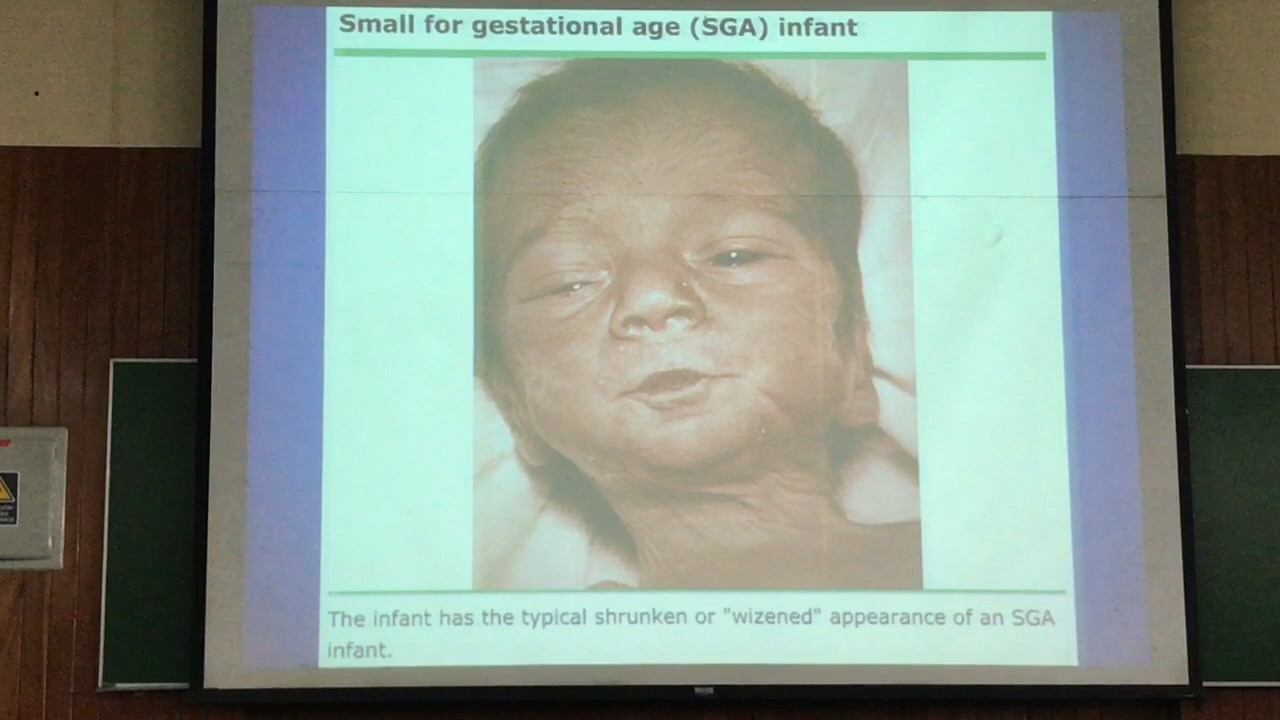 Small for gestational age (SGA) infant
The infant has the typical shrunken or "wizened" appearance of an SGA
infant.